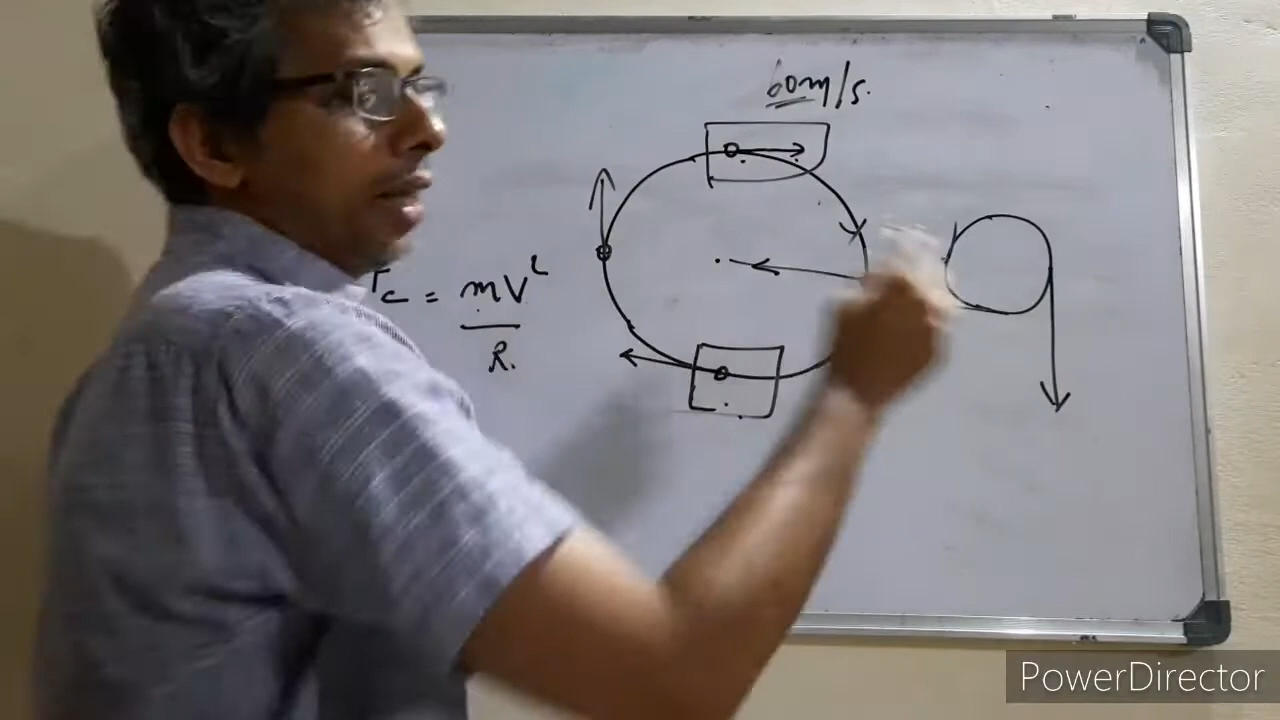 60m/s.
Fc = mV²
R.
PowerDirector